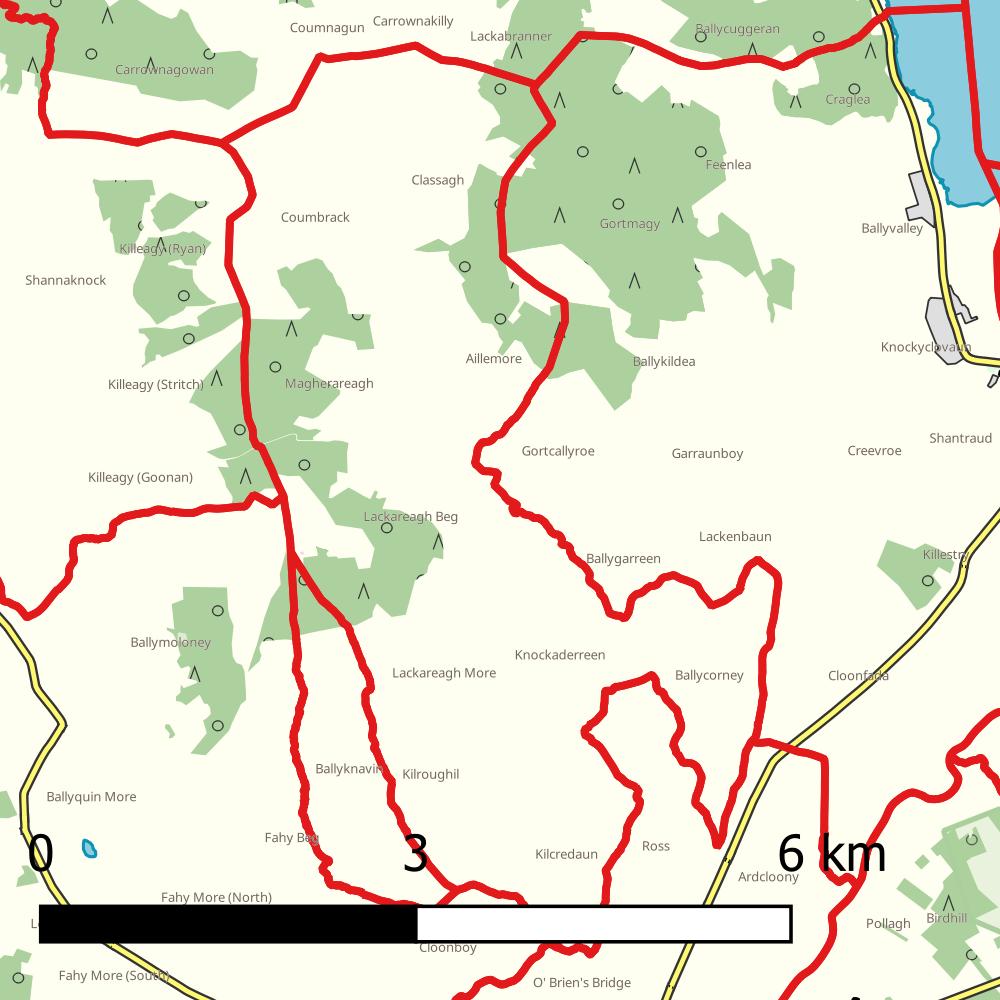 Coumnagun
Carrownakilly
Lackabranner
Ballycuggeran
Carrownagowan
Craglea
Feenlea
Classagh
Coumbrack
Gortmagy
Ballyvalley
Killeagy (Ryan)
Shannaknock
Knockyclovaun
Aillemore
Ballykildea
Killeagy (Stritch)
Magherareagh
Shantraud
Gortcallyroe
Garraunboy
Creevroe
Killeagy (Goonan)
Lackareagh Beg
Lackenbaun
Ballygarreen
Killestry
Ballymoloney
Knockaderreen
Lackareagh More
Ballycorney
Cloonfada
Ballyknavin
Kilroughil
Ballyquin More
Fahy Beg
Ross
Kilcredaun
0 3 6 km
Ardcloony
Fahy More (North)
Birdhill
Pollagh
Cloonboy
Fahy More (South)
O' Brien's Bridge